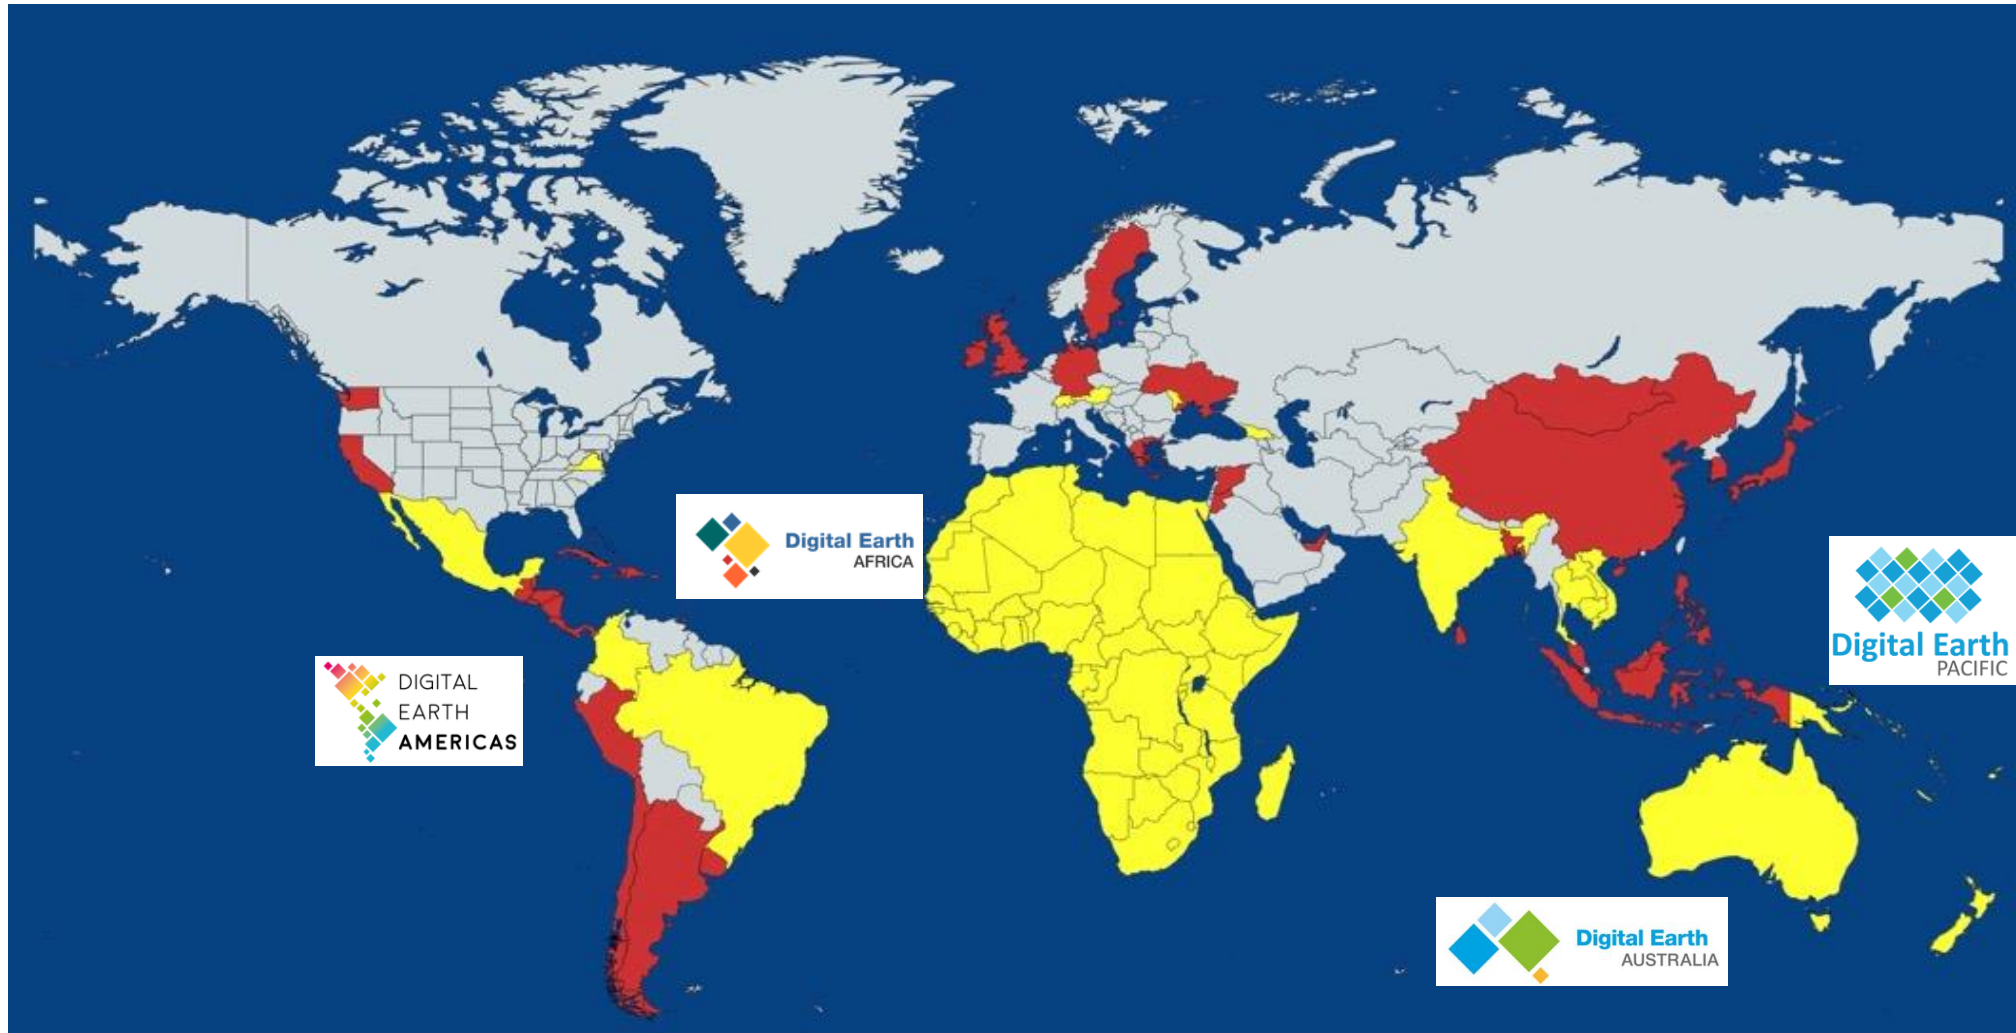 Digital Earth
AFRICA
DIGITAL
EARTH
AMERICAS
Digital Earth
PACIFIC
Digital Earth
AUSTRALIA